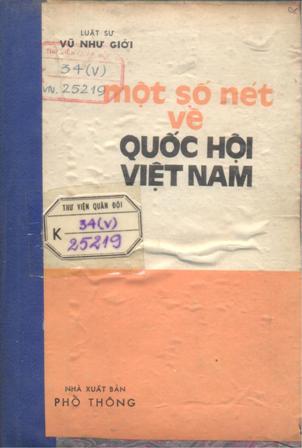 LUẬT SƯ
VŨ NHƯ GIỚI
34(V)
VN. 25219
một số nét
về
QUỐC HỘI
VIỆT NAM
THƯ VIỆN QUÂN ĐỘI
K
34(V)
25219
NHÀ XUẤT BẢN
PHỔ THÔNG